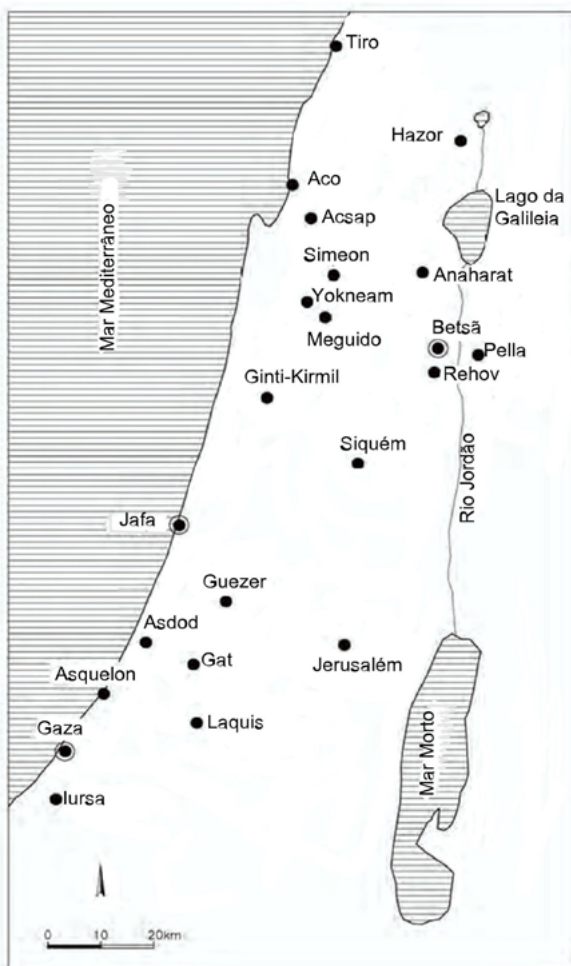 Tiro
Hazor
Aco
Lago da
Galileia
Acsap
Mar Mediterrâneo
Simeon
Anaharat
Yokneam
Meguido
Betsã
Pella
Rehov
Ginti-Kirmil
Siquém
Rio Jordão
Jafa
Guezer
Asdod
Gat
Jerusalém
Asquelon
Laquis
Gaza
Mar Morto
Iursa
0 10 20km